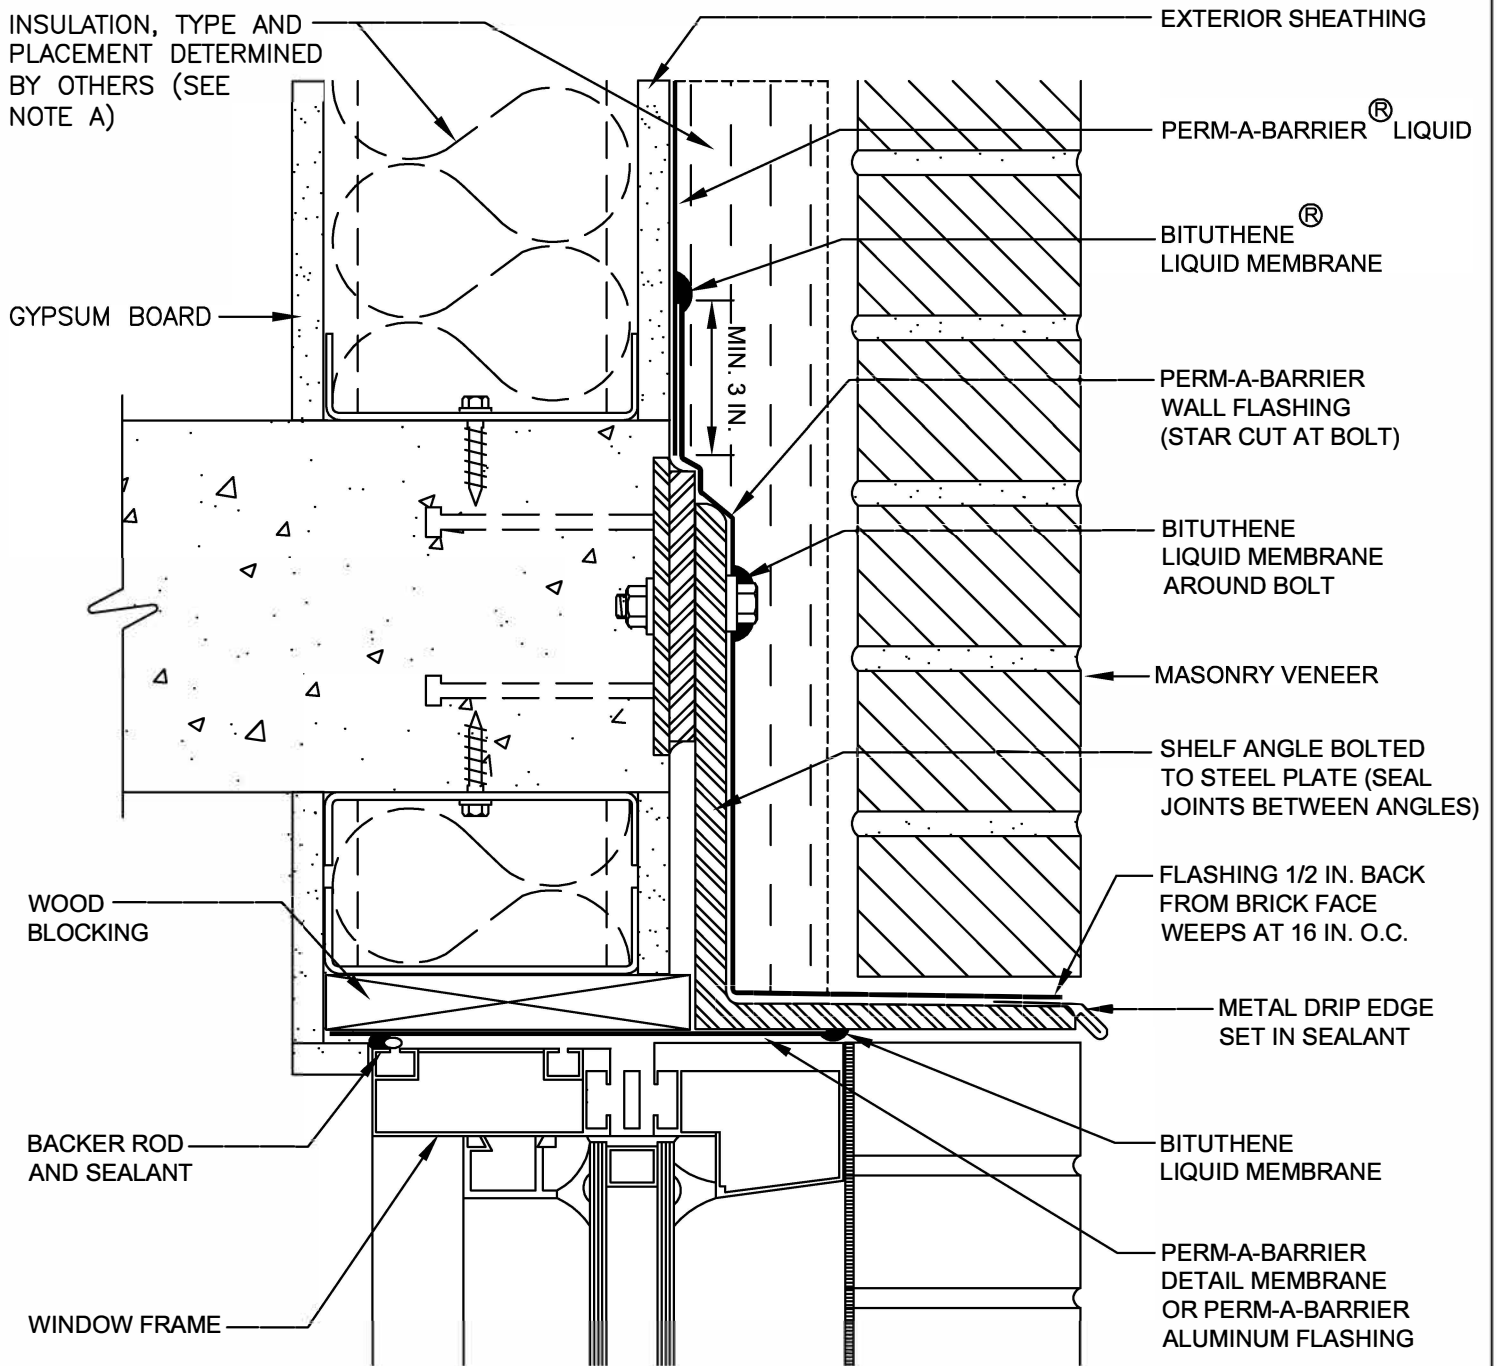 INSULATION, TYPE AND
PLACEMENT DETERMINED
BY OTHERS (SEE
NOTE A)
GYPSUM BOARD
WOOD
BLOCKING
BACKER ROD
AND SEALANT
WINDOW FRAME
MIN. 3 IN.
EXTERIOR SHEATHING
PERM-A-BARRIER® LIQUID
BITUTHENE®
LIQUID MEMBRANE
PERM-A-BARRIER
WALL FLASHING
(STAR CUT AT BOLT)
BITUTHENE
LIQUID MEMBRANE
AROUND BOLT
MASONRY VENEER
SHELF ANGLE BOLTED
TO STEEL PLATE (SEAL
JOINTS BETWEEN ANGLES)
FLASHING 1/2 IN. BACK
FROM BRICK FACE
WEEPS AT 16 IN. O.C.
METAL DRIP EDGE
SET IN SEALANT
BITUTHENE
LIQUID MEMBRANE
PERM-A-BARRIER
DETAIL MEMBRANE
OR PERM-A-BARRIER
ALUMINUM FLASHING